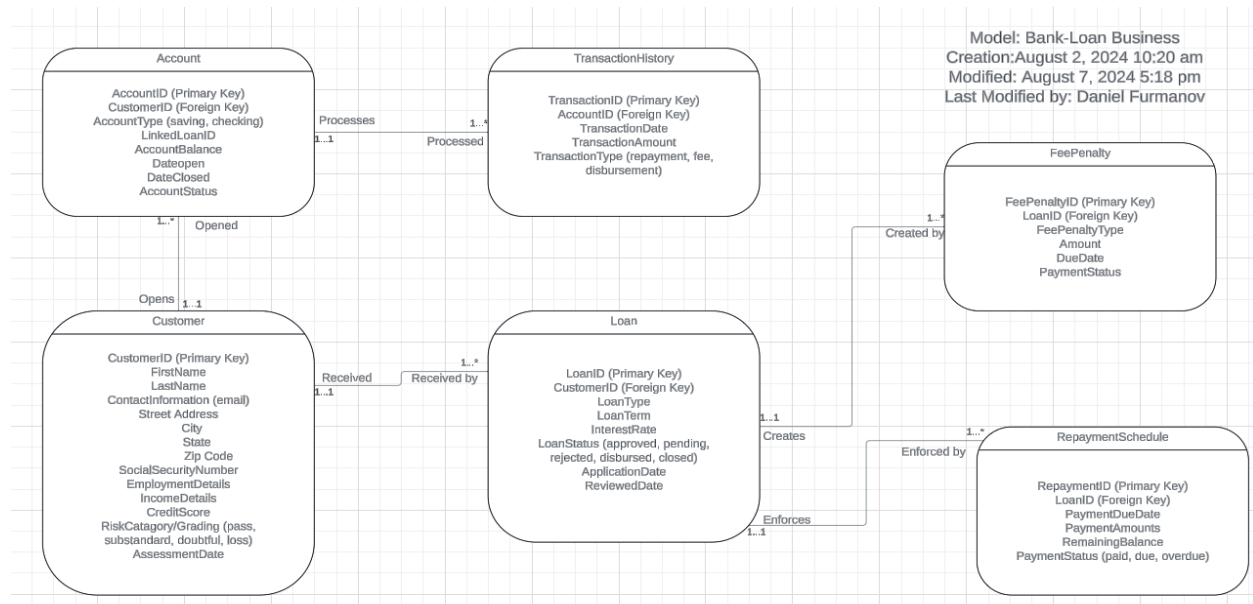 Model: Bank-Loan Business
Creation:August 2, 2024 10:20 am
Modified: August 7, 2024 5:18 pm
Last Modified by: Daniel Furmanov
Account
AccountID (Primary Key)
CustomerID (Foreign Key)
AccountType (saving, checking)
LinkedLoanID
AccountBalance
Dateopen
DateClosed
AccountStatus
Processes
1...1
1...*
Processed
TransactionHistory
TransactionID (Primary Key)
AccountID (Foreign Key)
TransactionDate
TransactionAmount
TransactionType (repayment, fee,
disbursement)
FeePenalty
FeePenaltyID (Primary Key)
LoanID (Foreign Key)
FeePenaltyType
Amount
DueDate
PaymentStatus
1...*
Created by
1...*
Opened
Opens
1...1
Customer
CustomerID (Primary Key)
FirstName
LastName
ContactInformation (email)
Street Address
City
State
Zip Code
SocialSecurityNumber
EmploymentDetails
IncomeDetails
CreditScore
RiskCatagory/Grading (pass,
substandard, doubtful, loss)
AssessmentDate
Received
1...1
1...*
Received by
Loan
LoanID (Primary Key)
CustomerID (Foreign Key)
LoanType
LoanTerm
InterestRate
LoanStatus (approved, pending,
rejected, disbursed, closed)
ApplicationDate
ReviewedDate
1...1
Creates
Enforces
1...1
1...*
Enforced by
RepaymentSchedule
RepaymentID (Primary Key)
LoanID (Foreign Key)
PaymentDueDate
PaymentAmounts
RemainingBalance
PaymentStatus (paid, due, overdue)